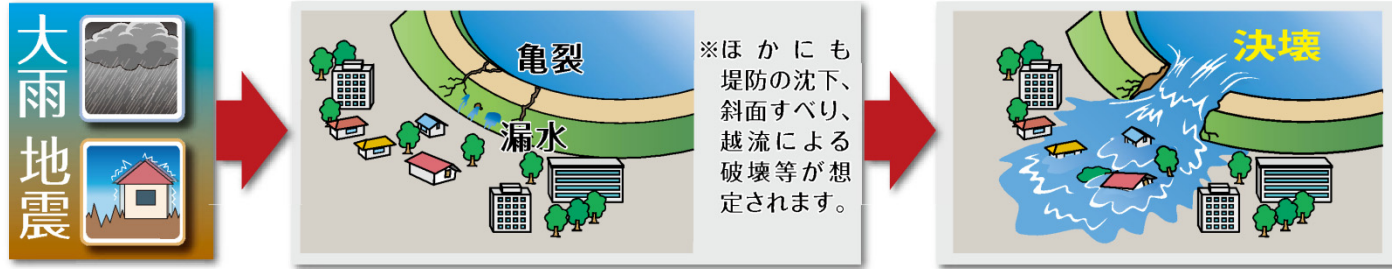 大雨
地震
亀裂
漏水
※ほかにも
堤防の沈下、
斜面すべり、
越流による
破壊等が想
定されます。
決壊